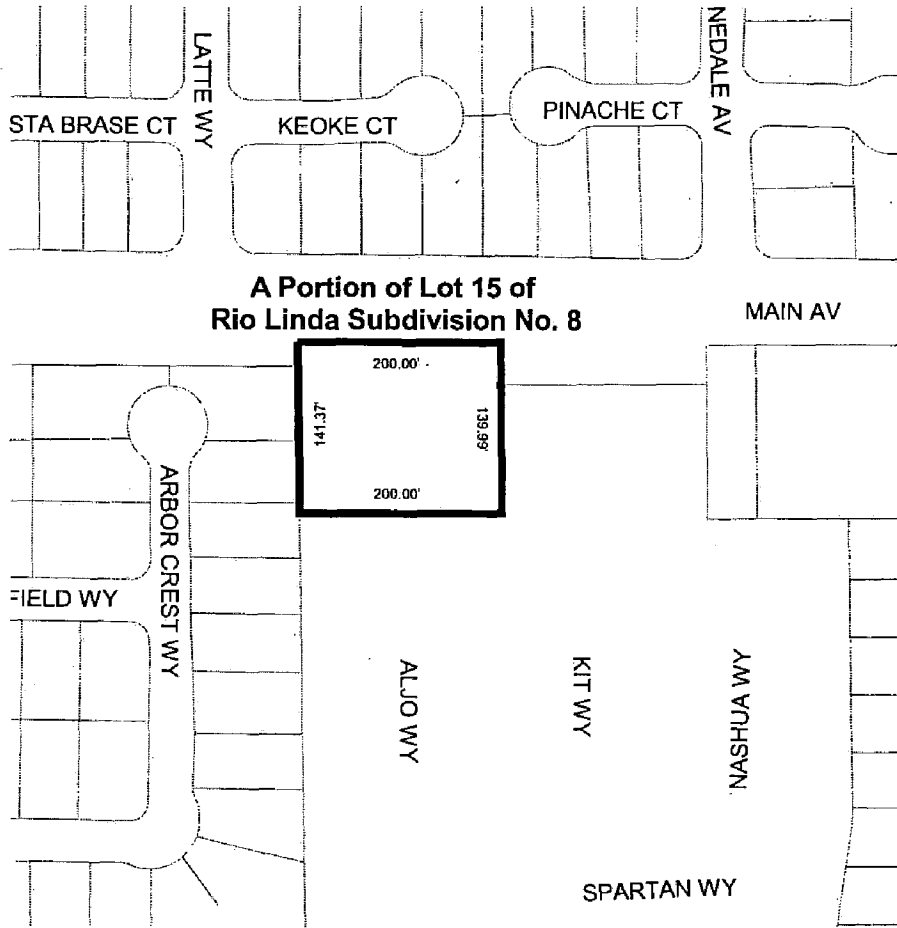 LATTE WY
NEDALE AV
STA BRASE CT
KEOKE CT
PINACHE CT
A Portion of Lot 15 of
Rio Linda Subdivision No. 8
MAIN AV
200.00'
141.37'
139.99'
200.00'
ARBOR CREST WY
FIELD WY
ALJO WY
KIT WY
NASHUA WY
SPARTAN WY